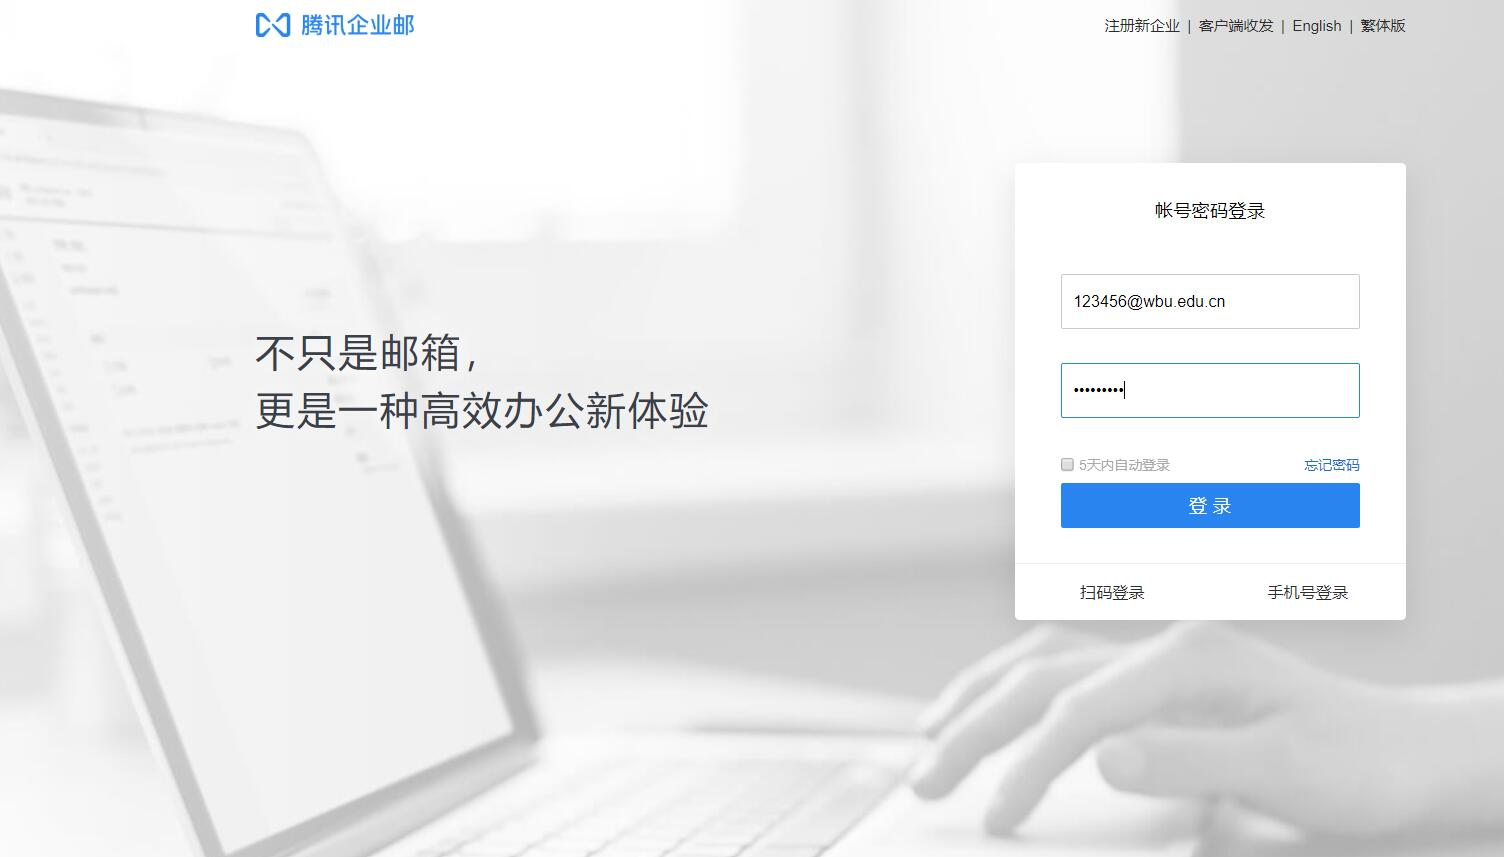 腾讯企业邮
注册新企业 | 客户端收发 | English | 繁体版
帐号密码登录
123456@wbu.edu.cn
•••••••••
不只是邮箱，
更是一种高效办公新体验
5天内自动登录 忘记密码
登 录
扫码登录 手机号登录